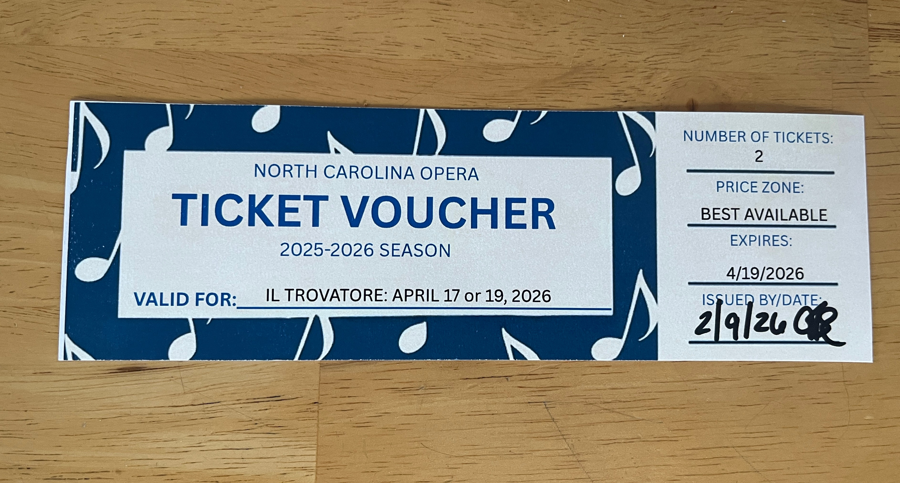 NORTH CAROLINA OPERA
TICKET VOUCHER
2025-2026 SEASON
VALID FOR: IL TROVATORE: APRIL 17 or 19, 2026
NUMBER OF TICKETS:
2
PRICE ZONE:
BEST AVAILABLE
EXPIRES:
4/19/2026
ISSUED BY/DATE:
2/9/26